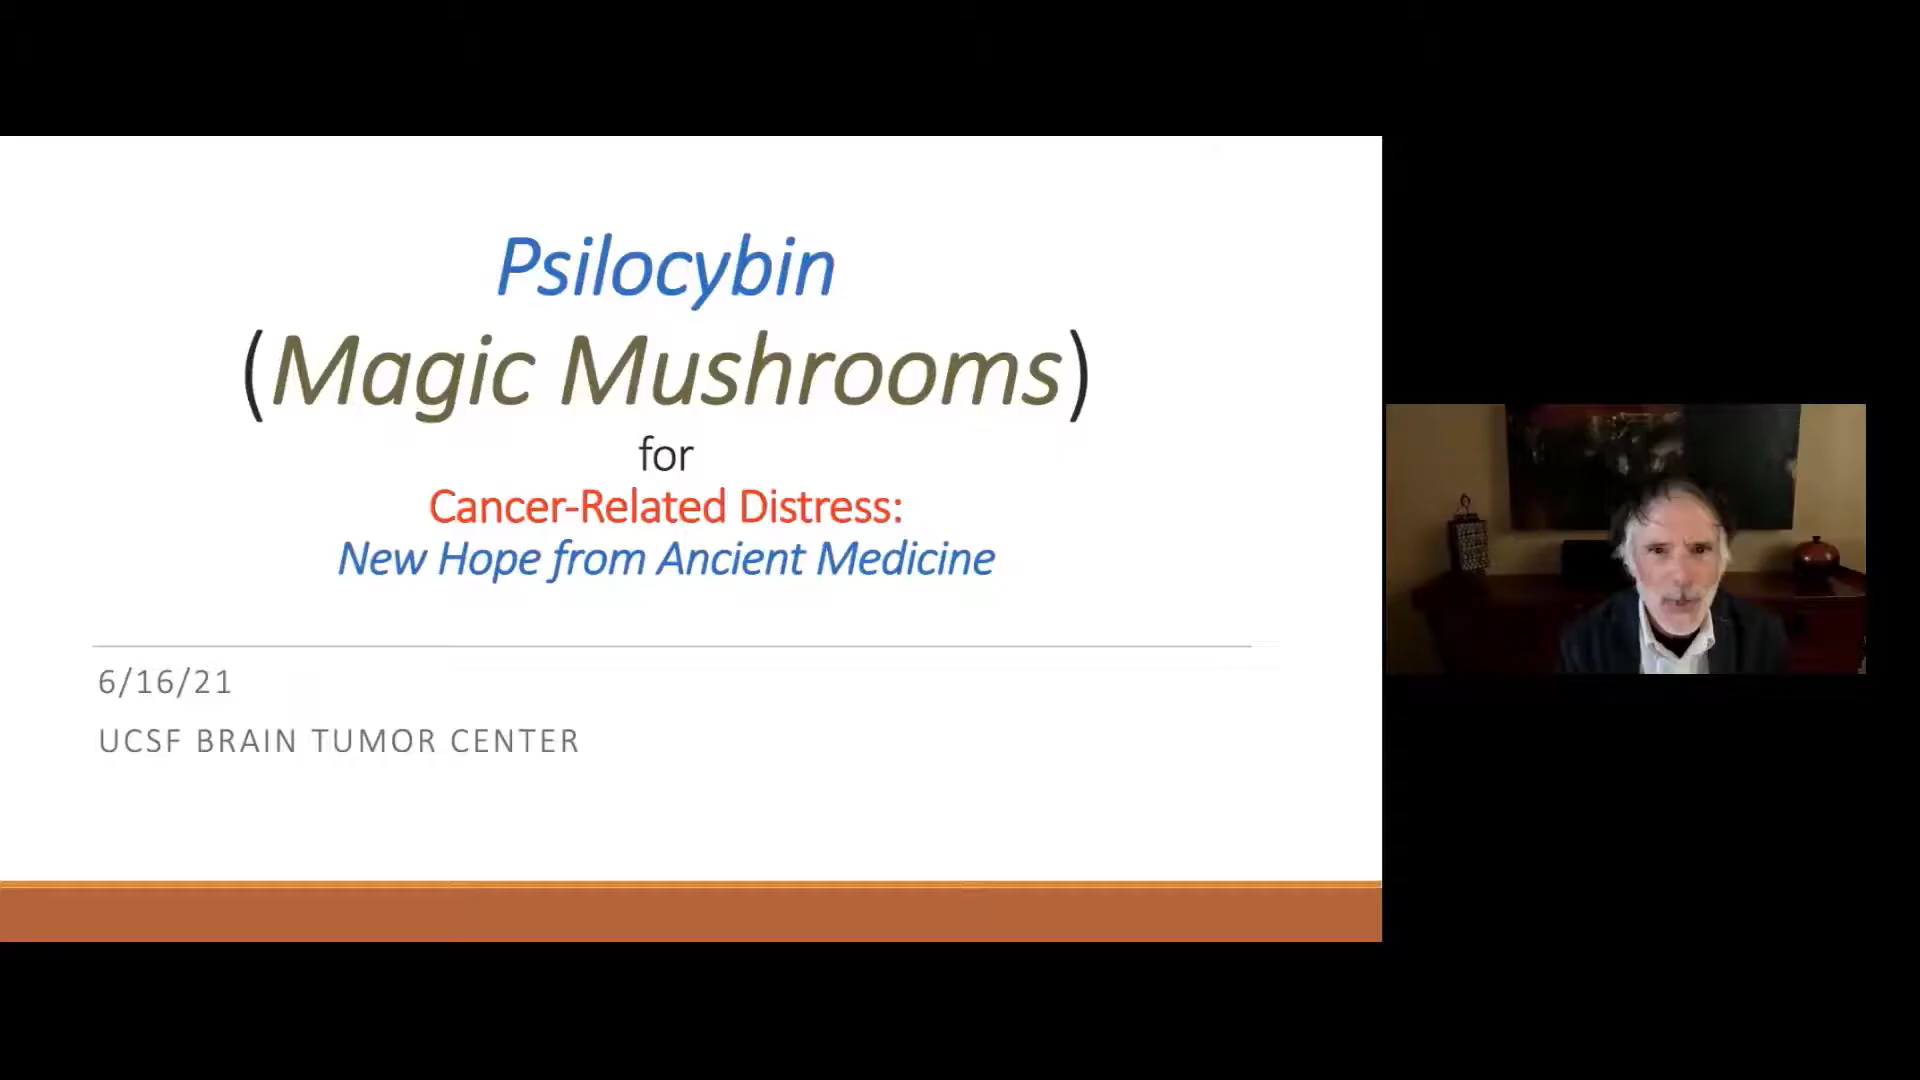 Psilocybin
(Magic Mushrooms)
for
Cancer-Related Distress:
New Hope from Ancient Medicine
6/16/21
UCSF BRAIN TUMOR CENTER